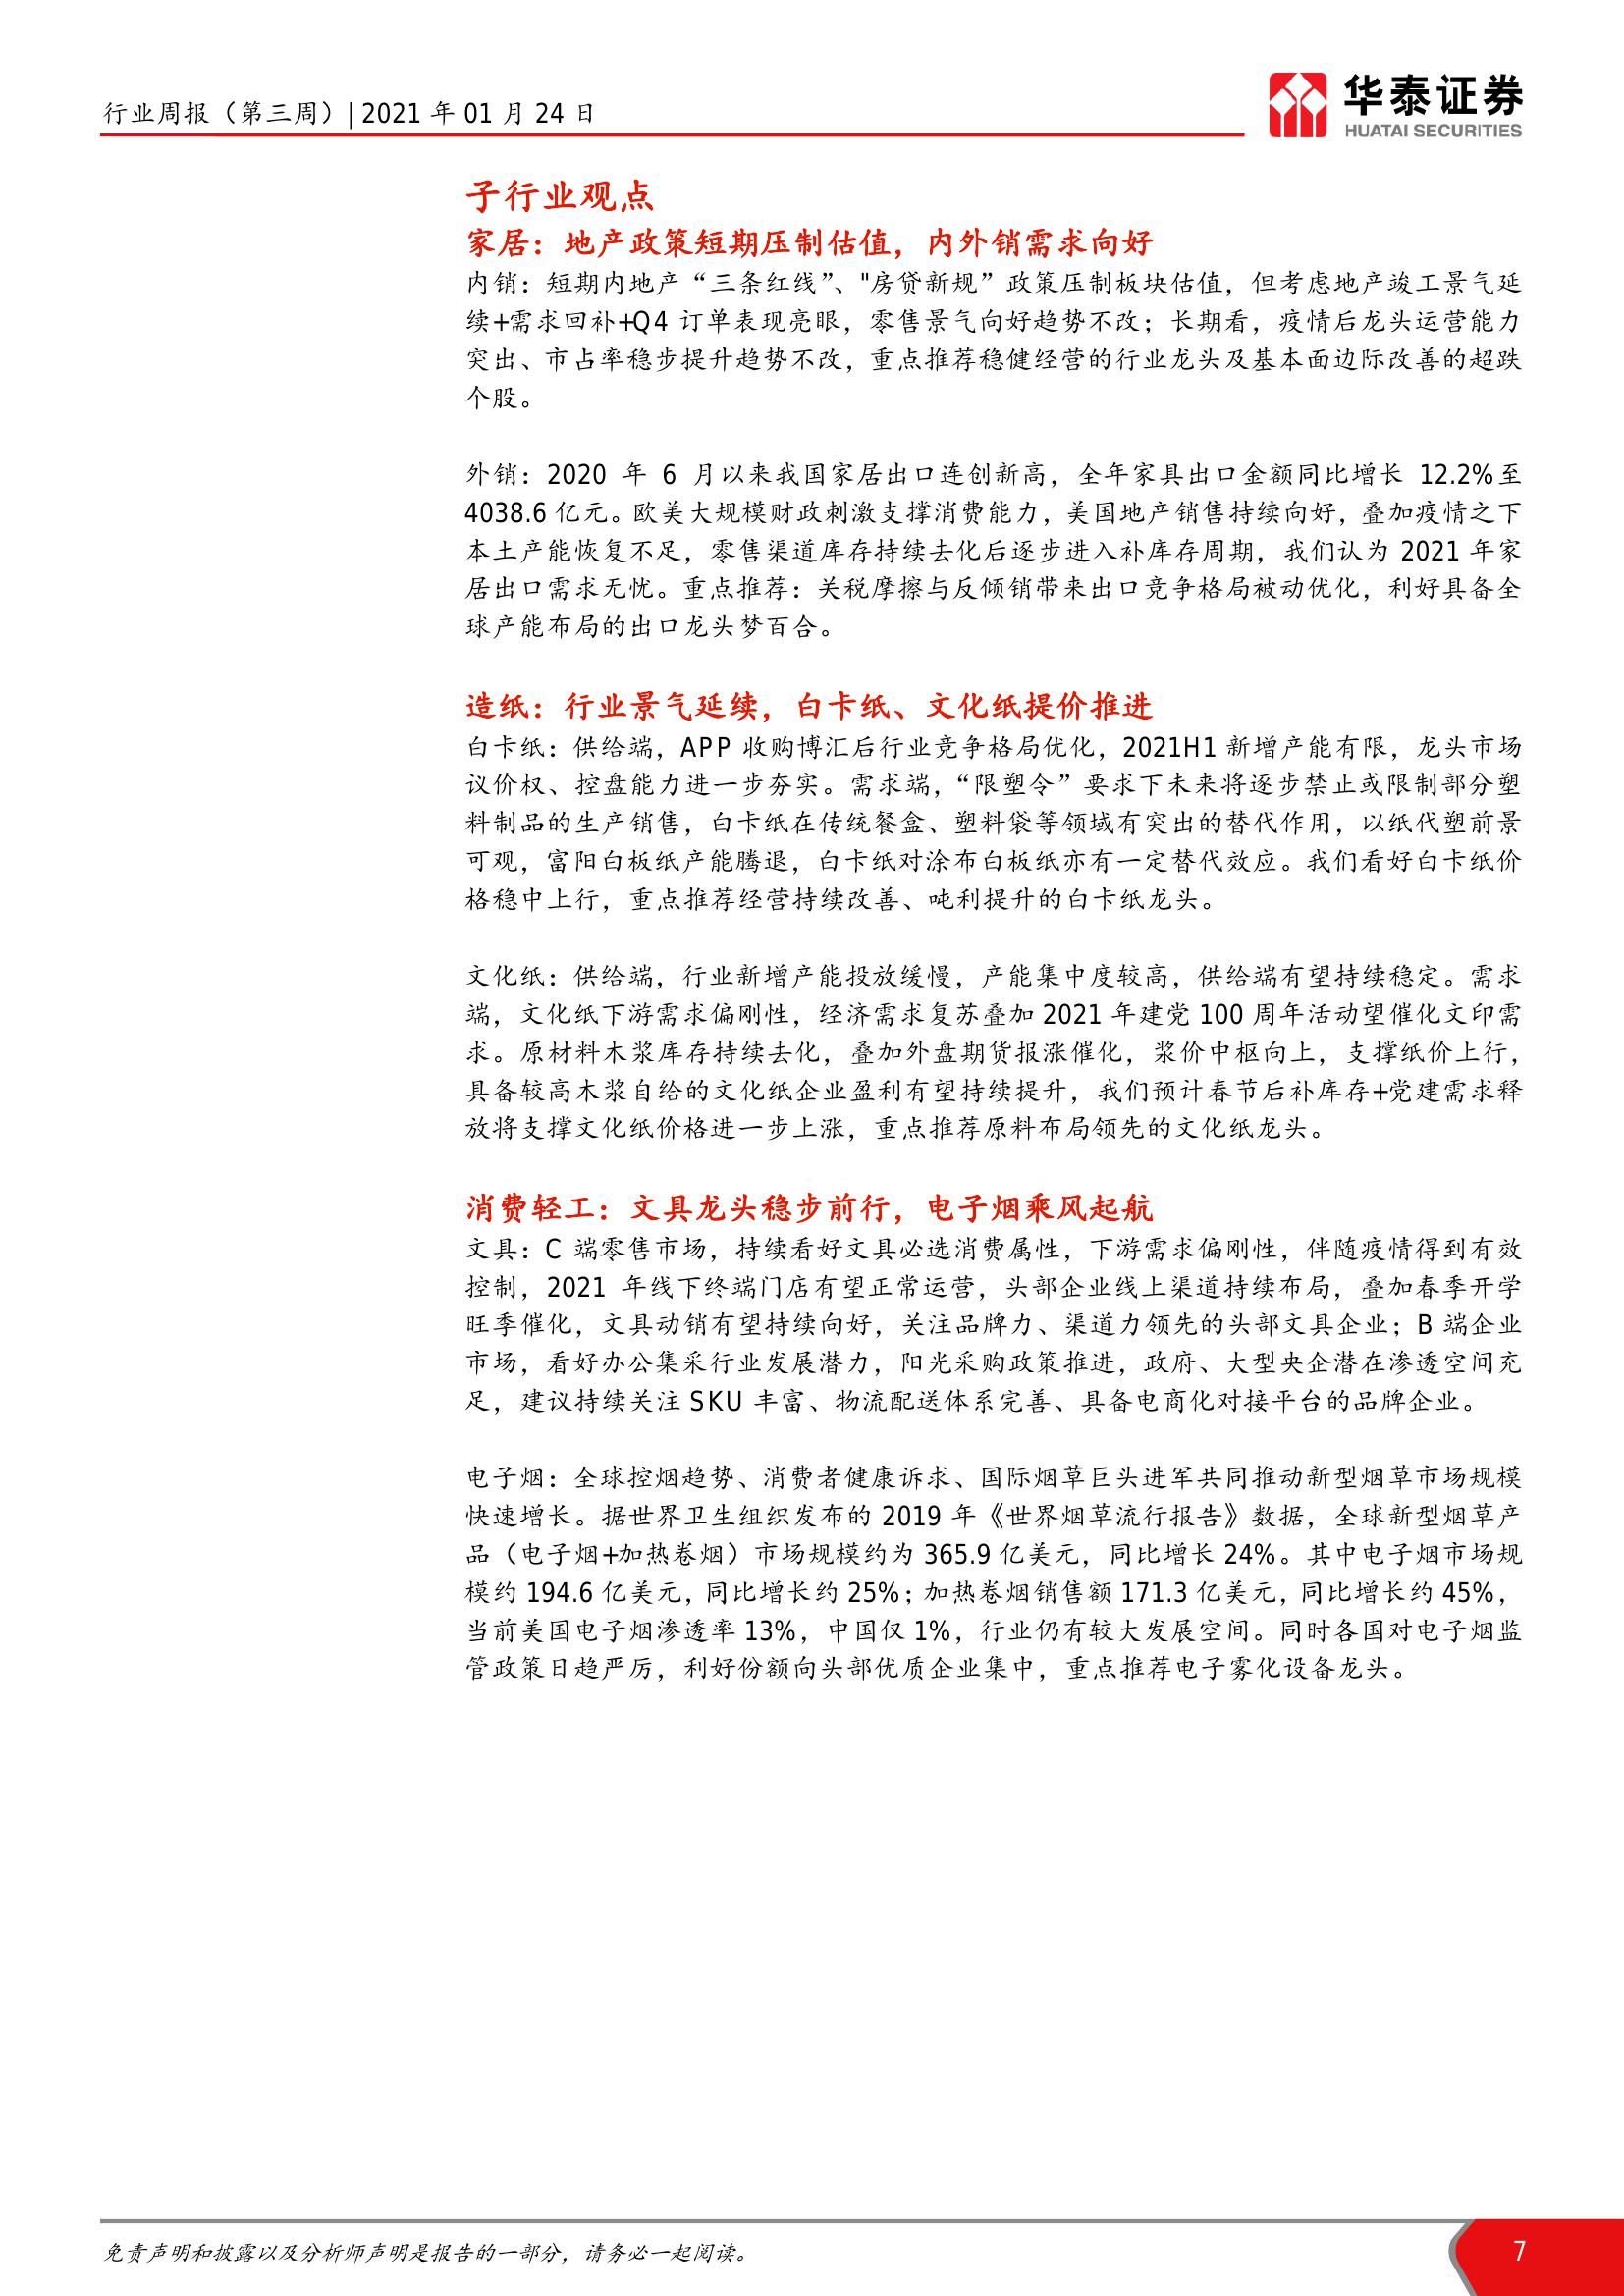 行业周报（第三周）| 2021 年 01 月 24 日
华泰证券
HUATAI SECURITIES
子行业观点
家居：地产政策短期压制估值，内外销需求向好
内销：短期内地产“三条红线”、"房贷新规”政策压制板块估值，但考虑地产竣工景气延
续+需求回补+Q4 订单表现亮眼，零售景气向好趋势不改；长期看，疫情后龙头运营能力
突出、市占率稳步提升趋势不改，重点推荐稳健经营的行业龙头及基本面边际改善的超跌
个股。
外销：2020 年 6 月以来我国家居出口连创新高，全年家具出口金额同比增长 12.2%至
4038.6 亿元。欧美大规模财政刺激支撑消费能力，美国地产销售持续向好，叠加疫情之下
本土产能恢复不足，零售渠道库存持续去化后逐步进入补库存周期，我们认为 2021 年家
居出口需求无忧。重点推荐：关税摩擦与反倾销带来出口竞争格局被动优化，利好具备全
球产能布局的出口龙头梦百合。
造纸：行业景气延续，白卡纸、文化纸提价推进
白卡纸：供给端，APP 收购博汇后行业竞争格局优化，2021H1 新增产能有限，龙头市场
议价权、控盘能力进一步夯实。需求端，“限塑令”要求下未来将逐步禁止或限制部分塑
料制品的生产销售，白卡纸在传统餐盒、塑料袋等领域有突出的替代作用，以纸代塑前景
可观，富阳白板纸产能腾退，白卡纸对涂布白板纸亦有一定替代效应。我们看好白卡纸价
格稳中上行，重点推荐经营持续改善、吨利提升的白卡纸龙头。
文化纸：供给端，行业新增产能投放缓慢，产能集中度较高，供给端有望持续稳定。需求
端，文化纸下游需求偏刚性，经济需求复苏叠加 2021 年建党 100 周年活动望催化文印需
求。原材料木浆库存持续去化，叠加外盘期货报涨催化，浆价中枢向上，支撑纸价上行，
具备较高木浆自给的文化纸企业盈利有望持续提升，我们预计春节后补库存+党建需求释
放将支撑文化纸价格进一步上涨，重点推荐原料布局领先的文化纸龙头。
消费轻工：文具龙头稳步前行，电子烟乘风起航
文具：C 端零售市场，持续看好文具必选消费属性，下游需求偏刚性，伴随疫情得到有效
控制，2021 年线下终端门店有望正常运营，头部企业线上渠道持续布局，叠加春季开学
旺季催化，文具动销有望持续向好，关注品牌力、渠道力领先的头部文具企业；B 端企业
市场，看好办公集采行业发展潜力，阳光采购政策推进，政府、大型央企潜在渗透空间充
足，建议持续关注 SKU 丰富、物流配送体系完善、具备电商化对接平台的品牌企业。
电子烟：全球控烟趋势、消费者健康诉求、国际烟草巨头进军共同推动新型烟草市场规模
快速增长。据世界卫生组织发布的 2019 年《世界烟草流行报告》数据，全球新型烟草产
品（电子烟+加热卷烟）市场规模约为 365.9 亿美元，同比增长 24%。其中电子烟市场规
模约 194.6 亿美元，同比增长约 25%；加热卷烟销售额 171.3 亿美元，同比增长约 45%，
当前美国电子烟渗透率 13%，中国仅 1%，行业仍有较大发展空间。同时各国对电子烟监
管政策日趋严厉，利好份额向头部优质企业集中，重点推荐电子雾化设备龙头。
免责声明和披露以及分析师声明是报告的一部分，请务必一起阅读。
7